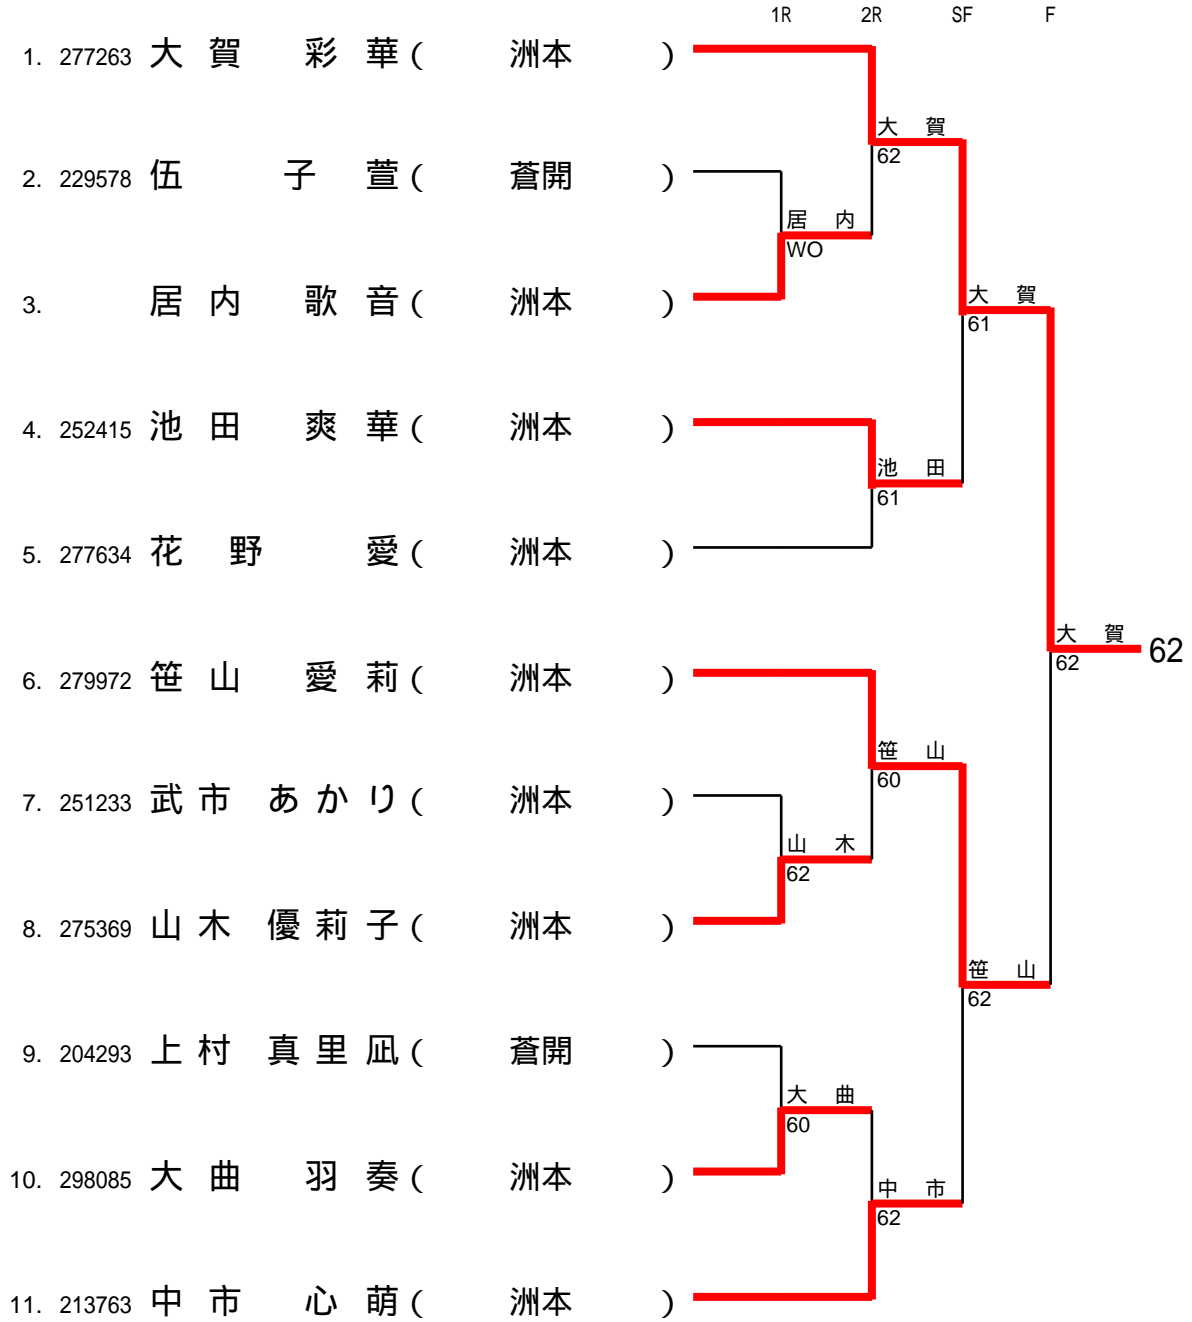 1R 2R SF F
1. 277263 大賀 彩華( 洲本 )
大賀
62
2. 229578 伍 子萱( 蒼開 )
居内
WO
3. 居内 歌音( 洲本 )
大賀
61
4. 252415 池田 爽華( 洲本 )
池田
61
5. 277634 花野 愛( 洲本 )
大賀 62
62
6. 279972 笹山 愛莉( 洲本 )
笹山
60
7. 251233 武市 あかり( 洲本 )
山木
62
8. 275369 山木 優莉子( 洲本 )
笹山
62
9. 204293 上村 真里凪( 蒼開 )
大曲
60
10. 298085 大曲 羽奏( 洲本 )
中市
62
11. 213763 中市 心萌( 洲本 )